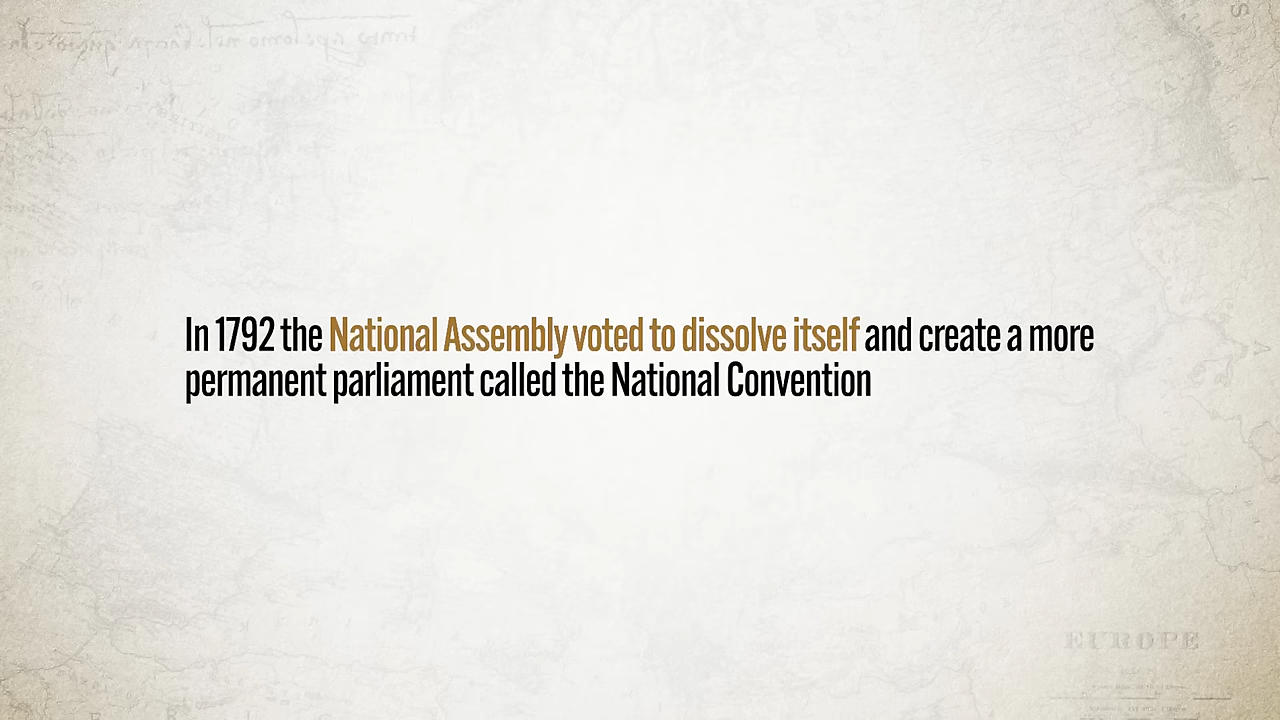 In 1792 the National Assembly voted to dissolve itself and create a more
permanent parliament called the National Convention
EUROPE